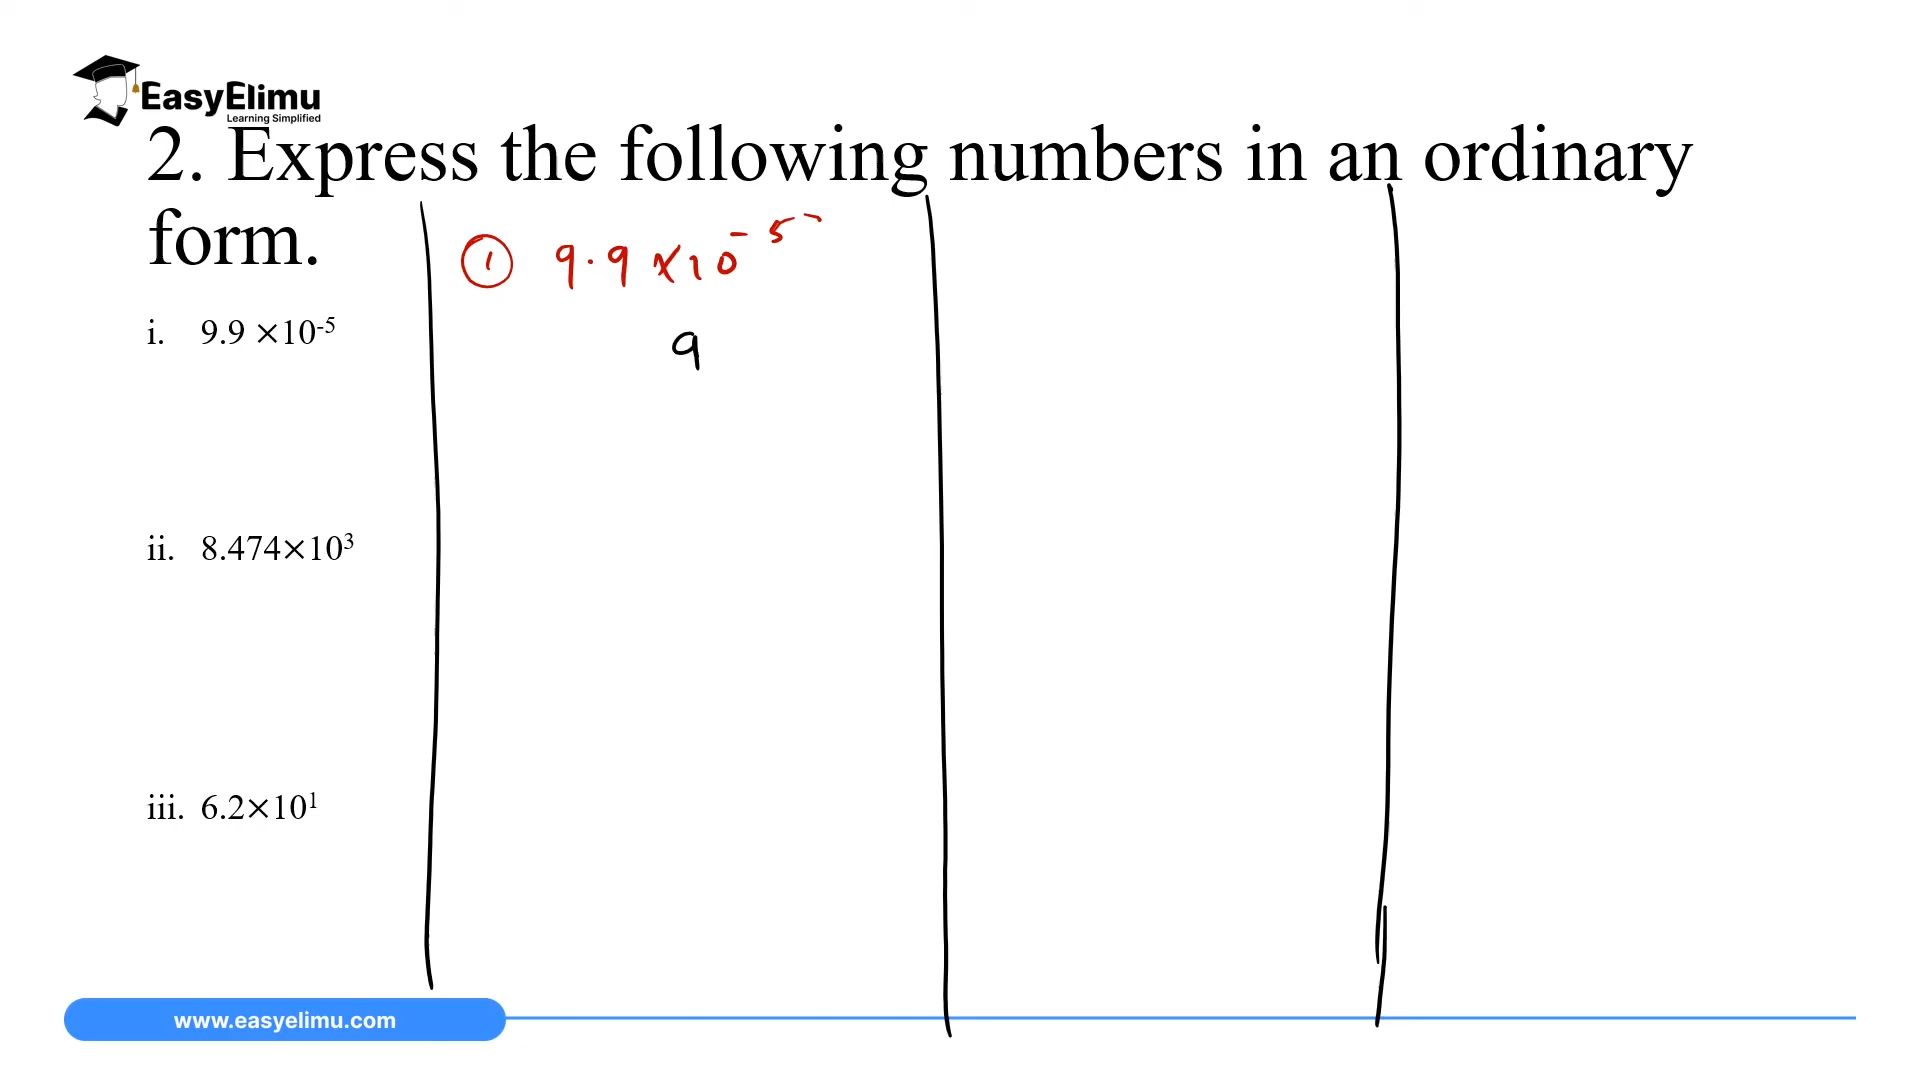 EasyElimu
Learning Simplified
2. Express the following numbers in an ordinary
form.
① 9.9 ×10⁻⁵
i. 9.9 ×10⁻⁵
9
ii. 8.474×10³
iii. 6.2×10¹
www.easyelimu.com